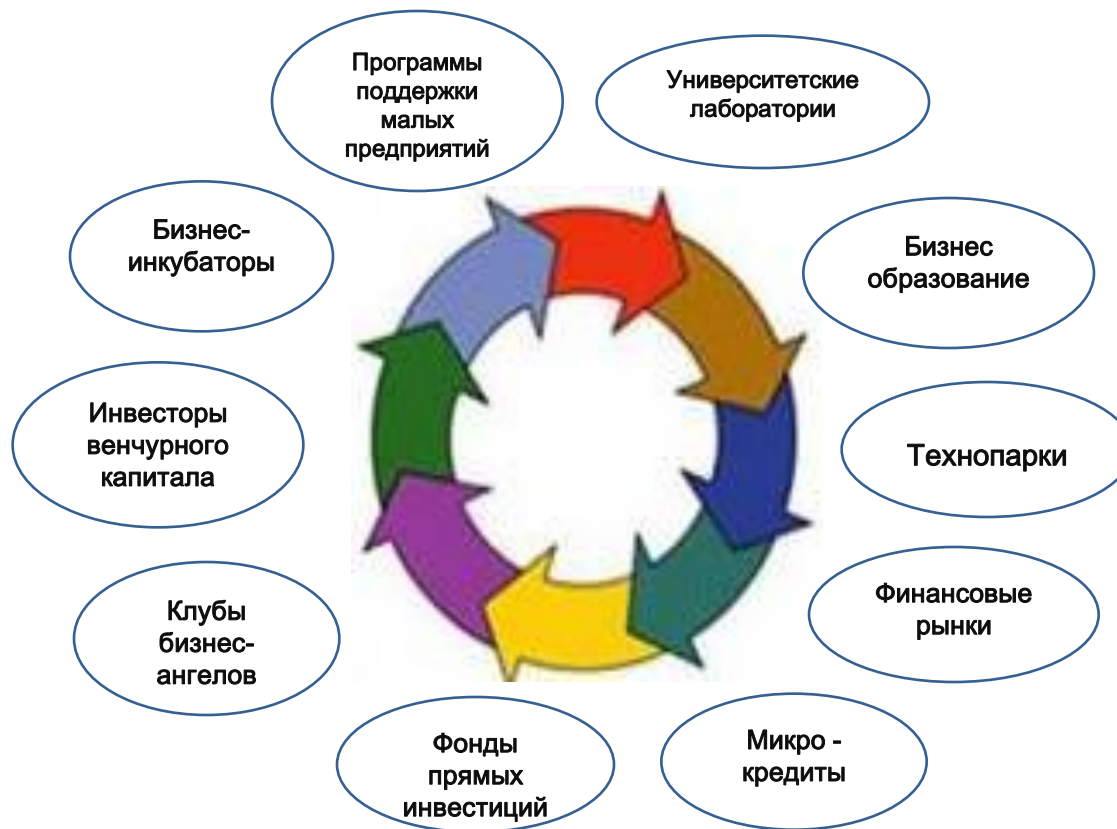 Программы
поддержки
малых
предприятий
Университетские
лаборатории
Бизнес
образование
Технопарки
Финансовые
рынки
Микро -
кредиты
Фонды
прямых
инвестиций
Клубы
бизнес-
ангелов
Инвесторы
венчурного
капитала
Бизнес-
инкубаторы